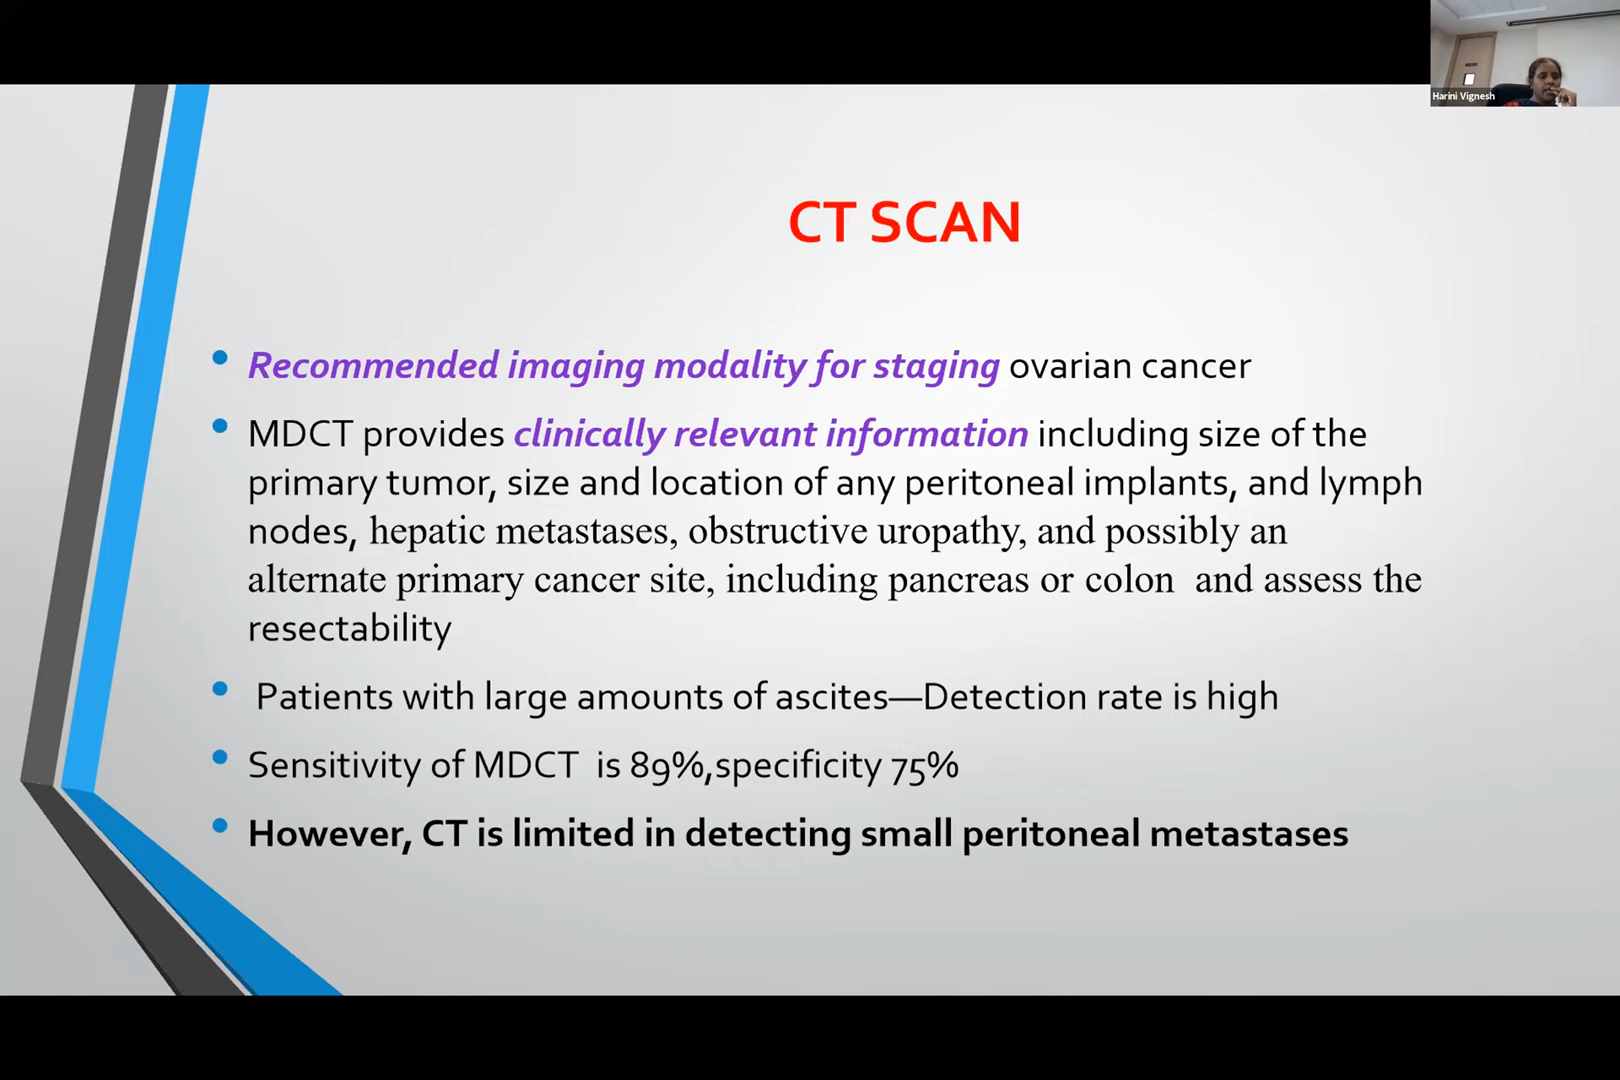 Harini Vignesh
CT SCAN
• Recommended imaging modality for staging ovarian cancer
• MDCT provides clinically relevant information including size of the
primary tumor, size and location of any peritoneal implants, and lymph
nodes, hepatic metastases, obstructive uropathy, and possibly an
alternate primary cancer site, including pancreas or colon and assess the
resectability
• Patients with large amounts of ascites—Detection rate is high
• Sensitivity of MDCT is 89%,specificity 75%
• However, CT is limited in detecting small peritoneal metastases